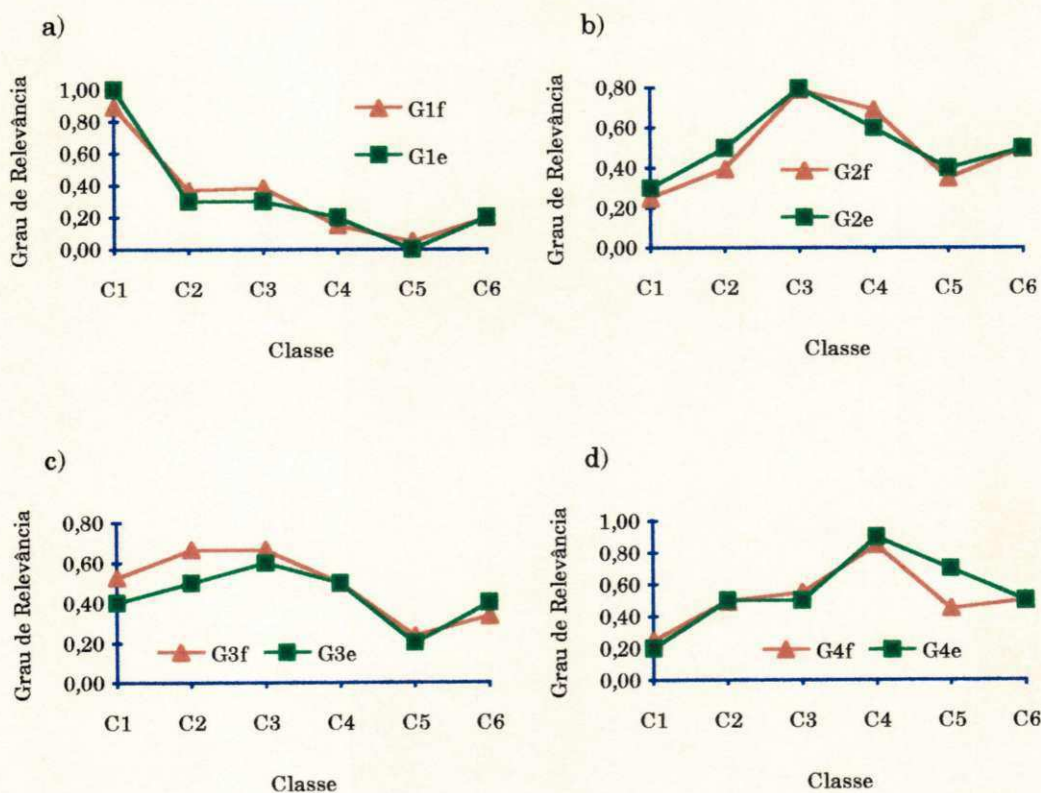 a)
Grau de Relevância
1,00
0,80
0,60
0,40
0,20
0,00
G1f
G1e
C1 C2 C3 C4 C5 C6
Classe
b)
Grau de Relevância
0,80
0,60
0,40
0,20
0,00
G2f
G2e
C1 C2 C3 C4 C5 C6
Classe
c)
Grau de Relevância
0,80
0,60
0,40
0,20
0,00
G3f G3e
C1 C2 C3 C4 C5 C6
Classe
d)
Grau de Relevância
1,00
0,80
0,60
0,40
0,20
0,00
G4f G4e
C1 C2 C3 C4 C5 C6
Classe